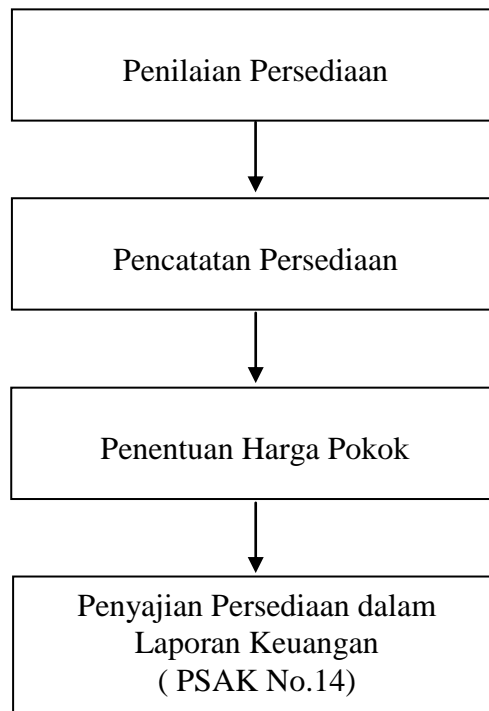 Penilaian Persediaan
Pencatatan Persediaan
Penentuan Harga Pokok
Penyajian Persediaan dalam
Laporan Keuangan
( PSAK No.14)